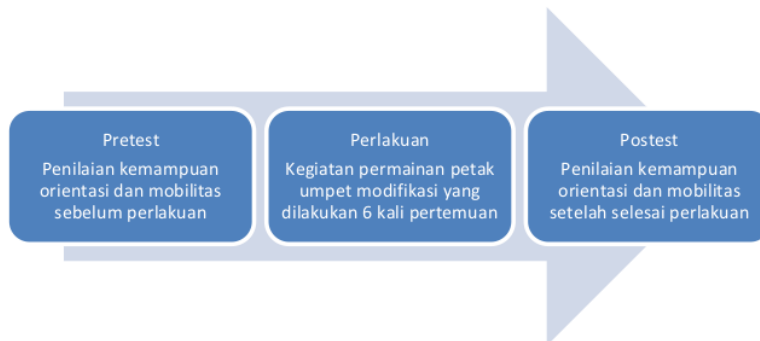 Pretest
Penilaian kemampuan
orientasi dan mobilitas
sebelum perlakuan
Perlakuan
Kegiatan permainan petak
umpet modifikasi yang
dilakukan 6 kali pertemuan
Postest
Penilaian kemampuan
orientasi dan mobilitas
setelah selesai perlakuan